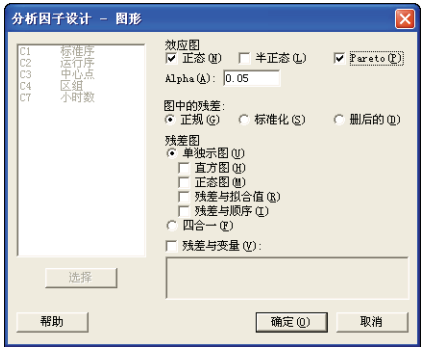 分析因子设计 - 图形
C1 标准序
C2 运行序
C3 中心点
C4 区组
C7 小时数
效应图
正态(N) 半正态(L) Pareto(P)
Alpha(A): 0.05
图中的残差:
正规(G) 标准化(S) 删后的(D)
残差图
单独示图(U)
直方图(H)
正态图(M)
残差与拟合值(R)
残差与顺序(I)
四合一(F)
残差与变量(V):
选择
帮助 确定(O) 取消